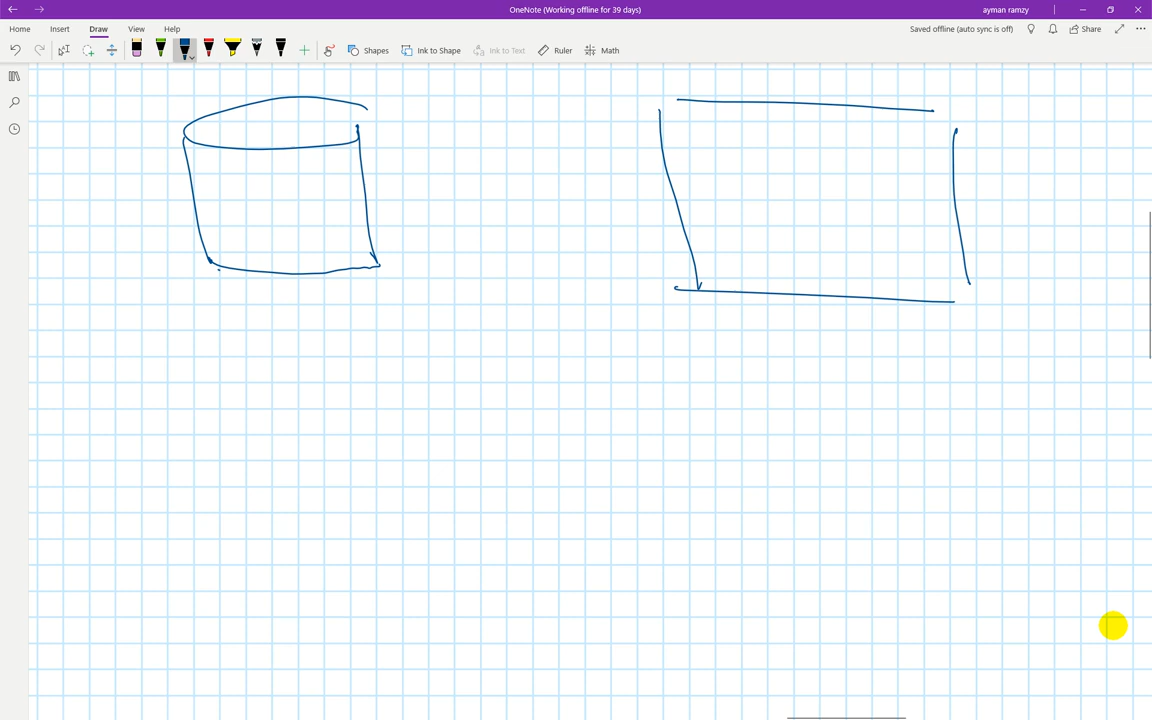 OneNote (Working offline for 39 days)
ayman ramzy
Home Insert Draw View Help
Saved offline (auto sync is off)
Share
Shapes
Ink to Shape
Ink to Text
Ruler
Math